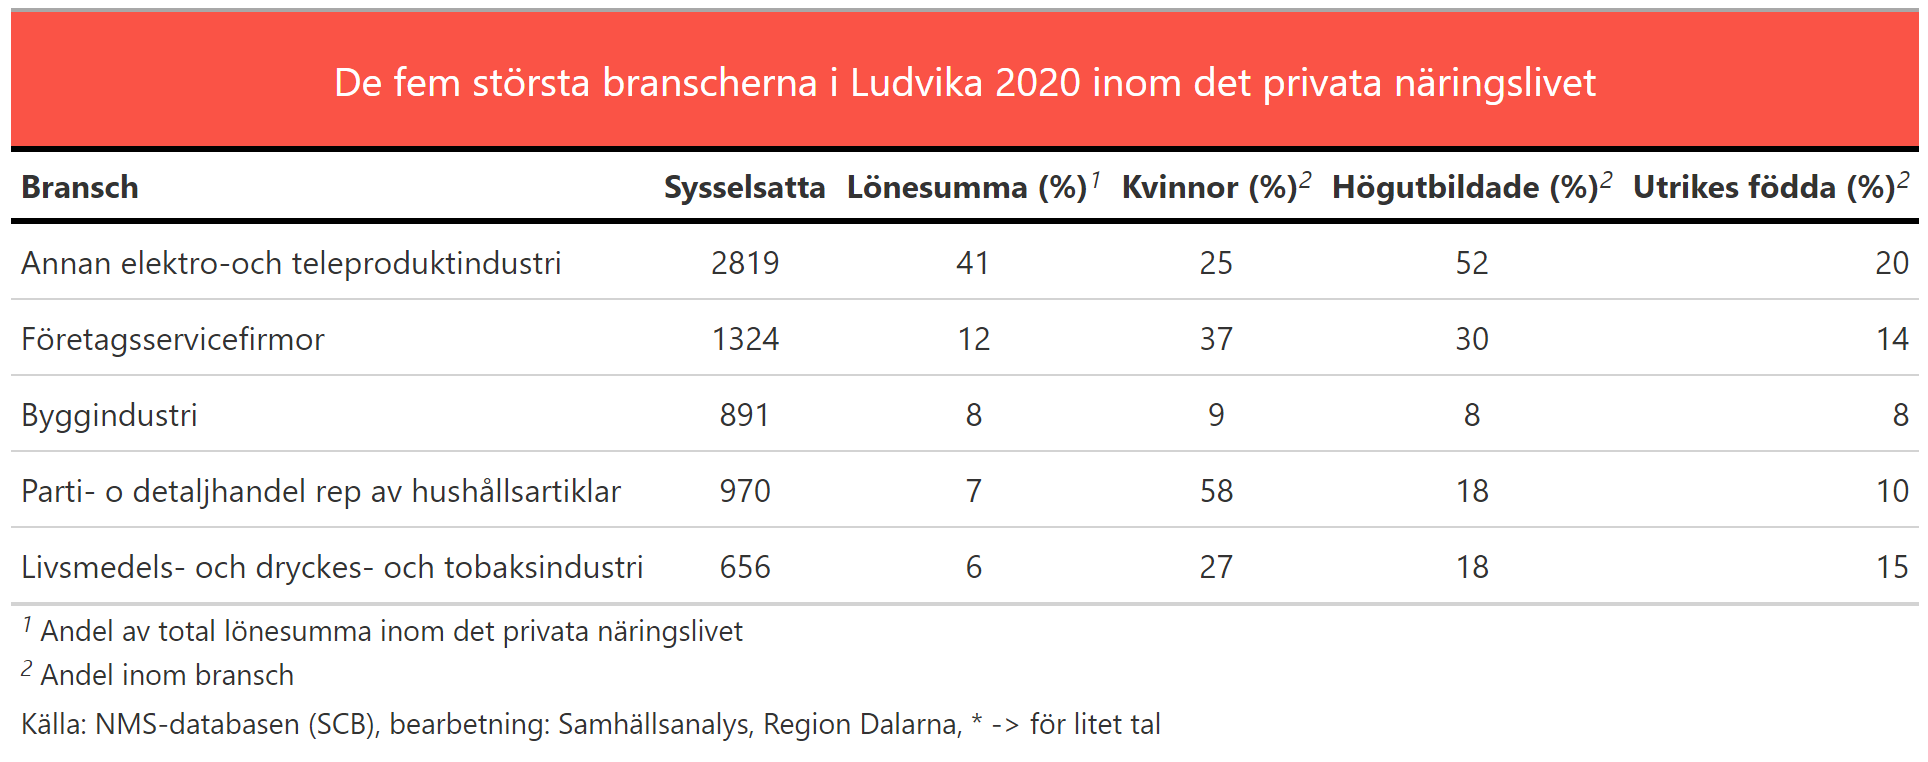 De fem största branscherna i Ludvika 2020 inom det privata näringslivet
Bransch Sysselsatta Lönesumma (%)1 Kvinnor (%)2 Högutbildade (%)2 Utrikes födda (%)2
Annan elektro-och teleproduktindustri 2819 41 25 52 20
Företagsservicefirmor 1324 12 37 30 14
Byggindustri 891 8 9 8 8
Parti- o detaljhandel rep av hushållsartiklar 970 7 58 18 10
Livsmedels- och dryckes- och tobaksindustri 656 6 27 18 15
1 Andel av total lönesumma inom det privata näringslivet
2 Andel inom bransch
Källa: NMS-databasen (SCB), bearbetning: Samhällsanalys, Region Dalarna, * -> för litet tal